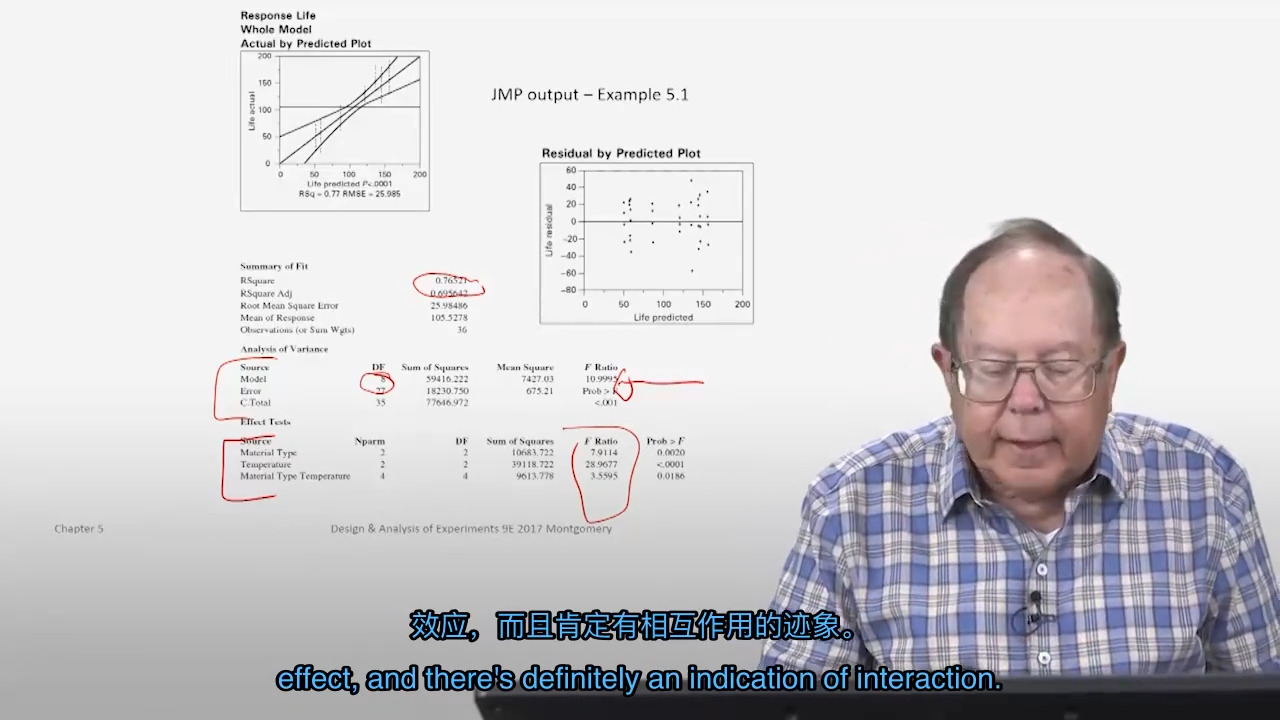 Response Life
Whole Model
Actual by Predicted Plot
200
150
100
50
0
Life actual
0 50 100 150 200
Life predicted P<.0001
RSq = 0.77 RMSE = 25.985
JMP output – Example 5.1
Residual by Predicted Plot
60
40
20
0
−20
−40
−60
−80
Life residual
0 50 100 150 200
Life predicted
Summary of Fit
RSquare 0.76521
RSquare Adj 0.695642
Root Mean Square Error 25.98486
Mean of Response 105.5278
Observations (or Sum Wgts) 36
Analysis of Variance
Source DF Sum of Squares Mean Square F Ratio
Model 8 59416.222 7427.03 10.9995
Error 27 18230.750 675.21 Prob >
C.Total 35 77646.972 <.001
Effect Tests
Source Nparm DF Sum of Squares F Ratio Prob > F
Material Type 2 2 10683.722 7.9114 0.0020
Temperature 2 2 39118.722 28.9677 <.0001
Material Type Temperature 4 4 9613.778 3.5595 0.0186
Chapter 5
Design & Analysis of Experiments 9E 2017 Montgomery
效应，而且肯定有相互作用的迹象。
effect, and there's definitely an indication of interaction.